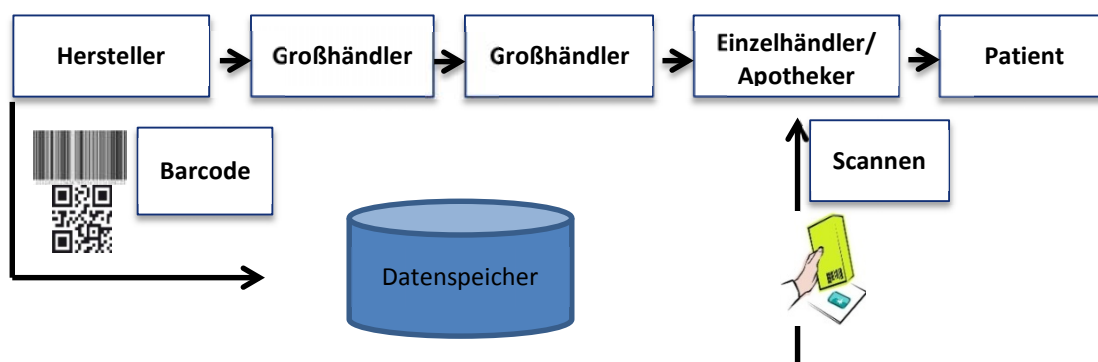 Hersteller
Großhändler
Großhändler
Einzelhändler/
Apotheker
Patient
Barcode
Scannen
Datenspeicher